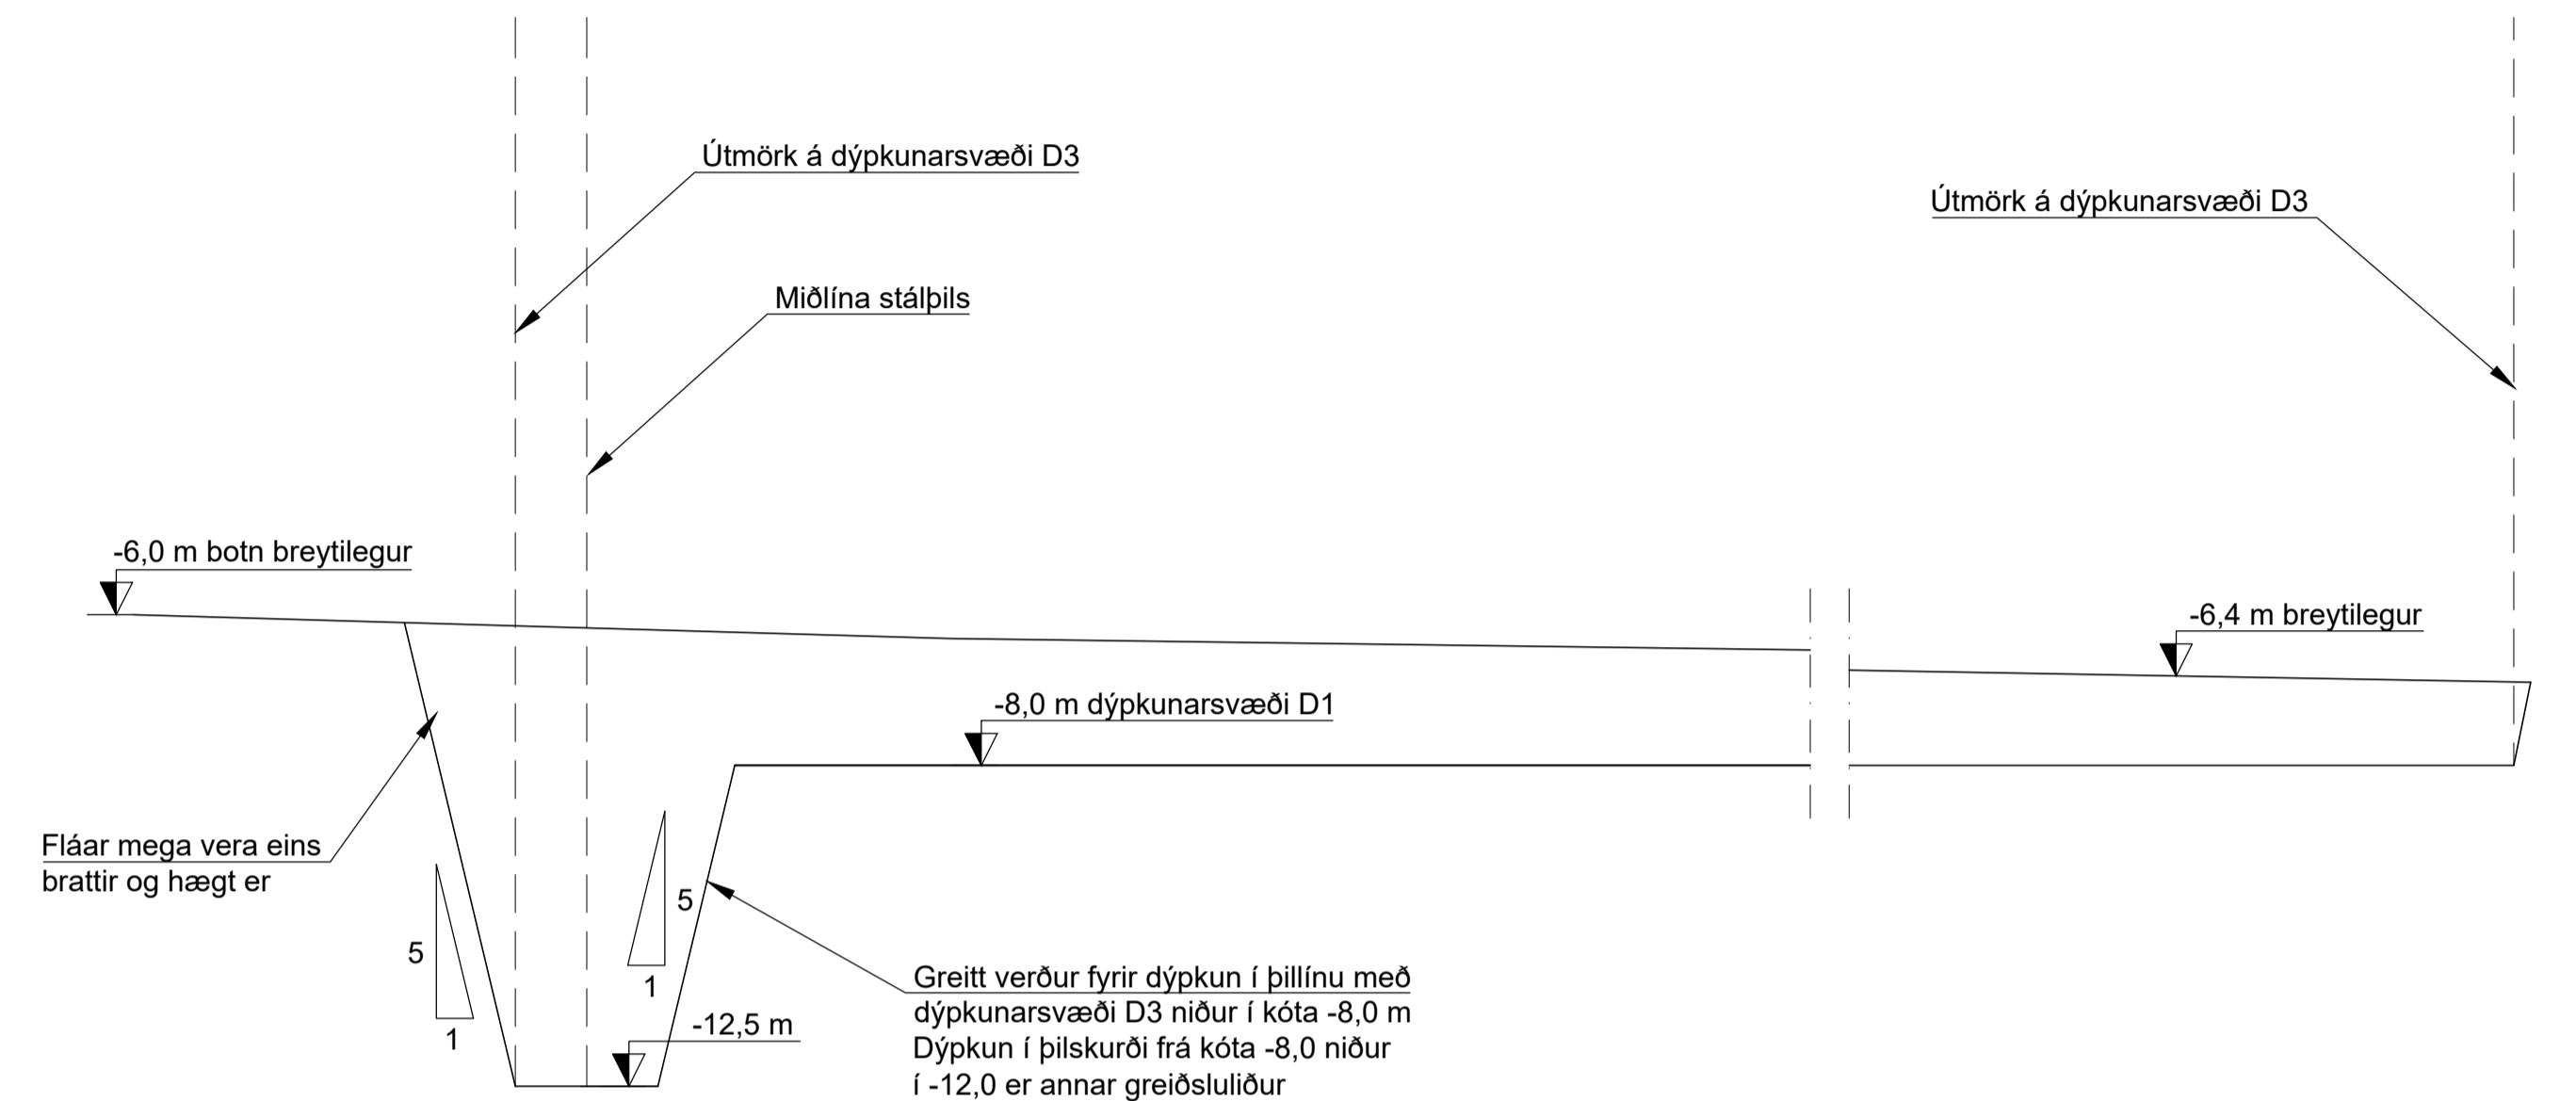 Útmörk á dýpkunarsvæði D3
Útmörk á dýpkunarsvæði D3
Miðlína stálþils
-6,0 m botn breytilegur
-6,4 m breytilegur
-8,0 m dýpkunarsvæði D1
Fláar mega vera eins
brattir og hægt er
5
1
5
1
-12,5 m
Greitt verður fyrir dýpkun í þillínu með
dýpkunarsvæði D3 niður í kóta -8,0 m
Dýpkun í þilskurði frá kóta -8,0 niður
í -12,0 er annar greiðsluliður